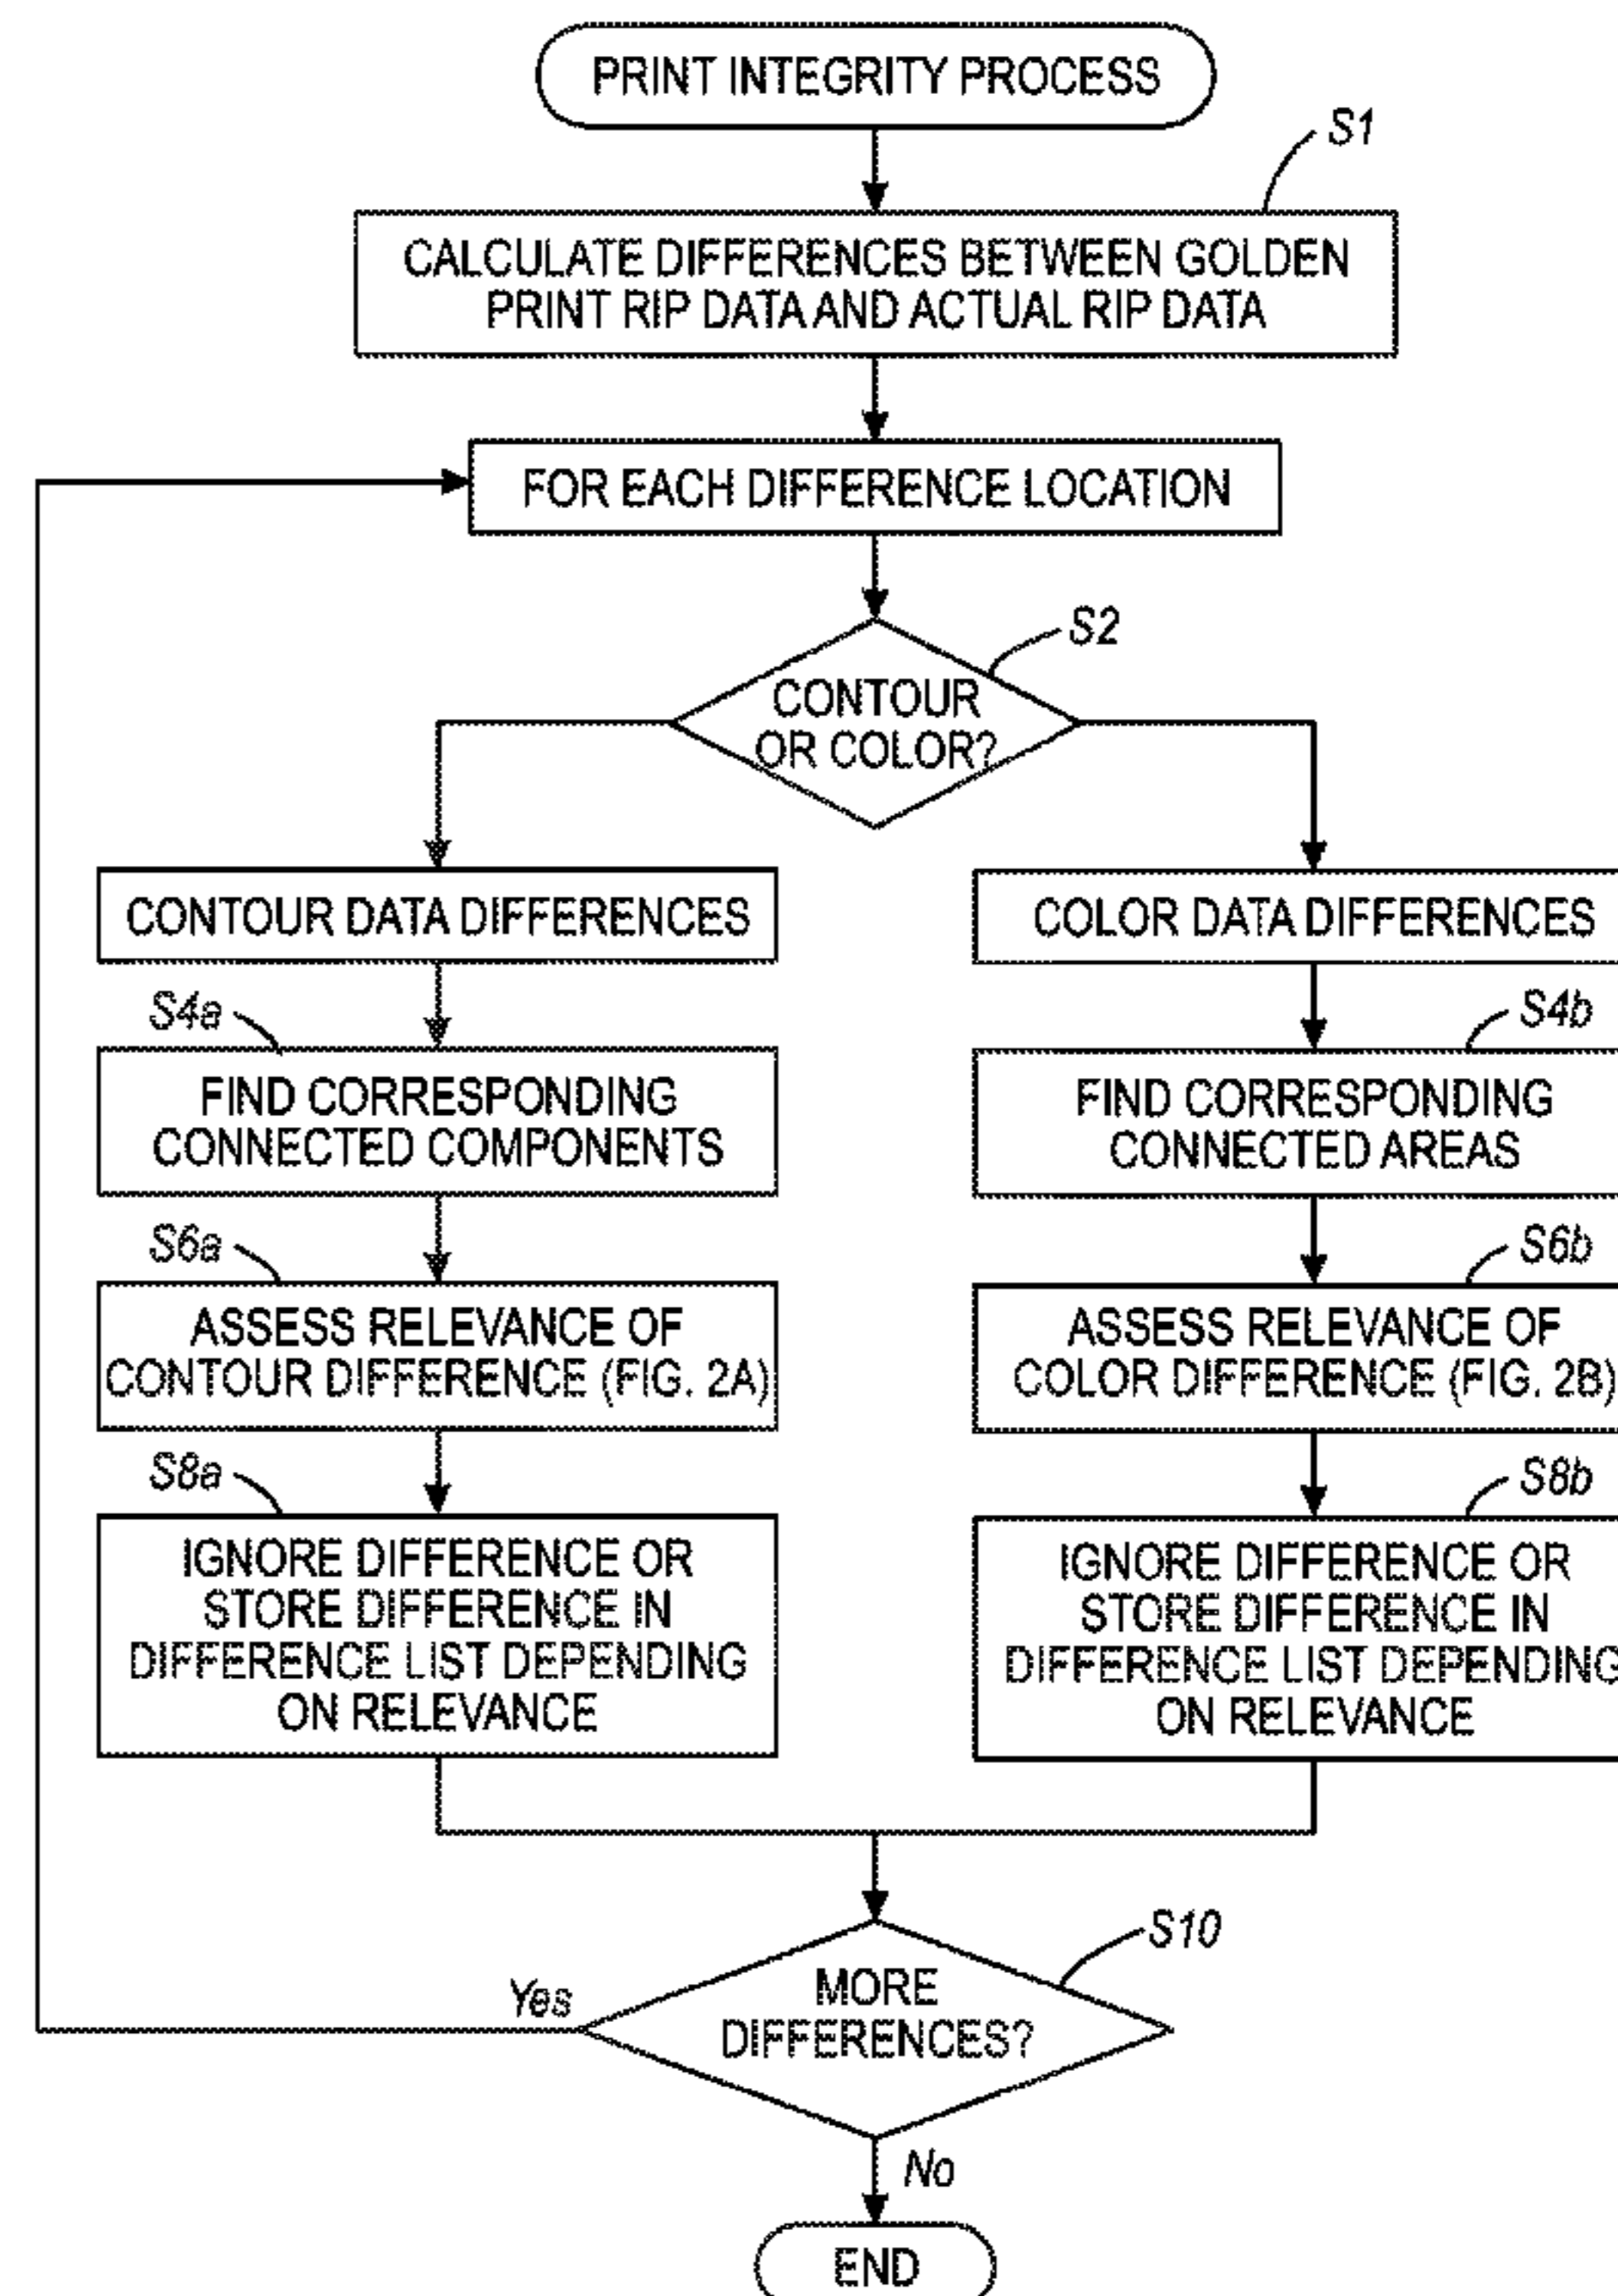 PRINT INTEGRITY PROCESS
S1
CALCULATE DIFFERENCES BETWEEN GOLDEN
PRINT RIP DATA AND ACTUAL RIP DATA
FOR EACH DIFFERENCE LOCATION
S2
CONTOUR
OR COLOR?
CONTOUR DATA DIFFERENCES
S4a
FIND CORRESPONDING
CONNECTED COMPONENTS
S6a
ASSESS RELEVANCE OF
CONTOUR DIFFERENCE (FIG. 2A)
S8a
IGNORE DIFFERENCE OR
STORE DIFFERENCE IN
DIFFERENCE LIST DEPENDING
ON RELEVANCE
COLOR DATA DIFFERENCES
S4b
FIND CORRESPONDING
CONNECTED AREAS
S6b
ASSESS RELEVANCE OF
COLOR DIFFERENCE (FIG. 2B)
S8b
IGNORE DIFFERENCE OR
STORE DIFFERENCE IN
DIFFERENCE LIST DEPENDING
ON RELEVANCE
S10
MORE
DIFFERENCES?
Yes
No
END